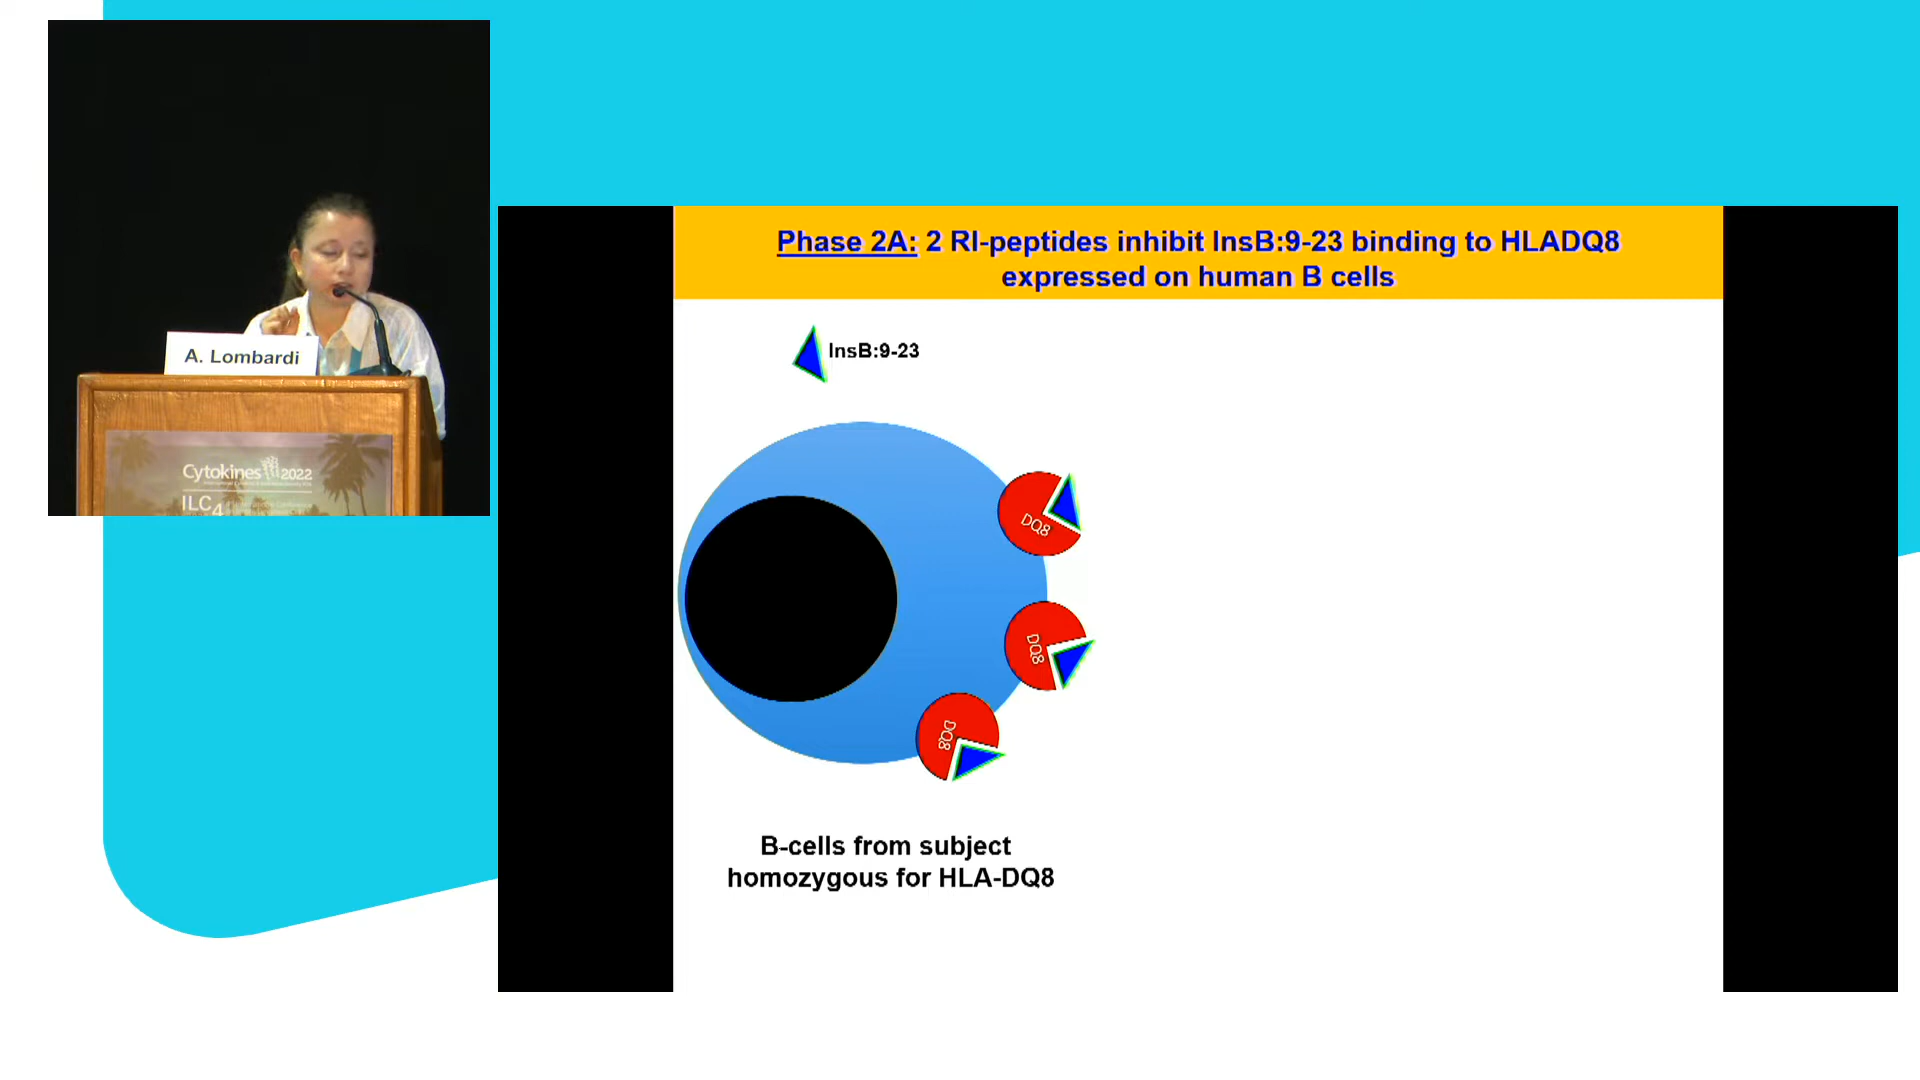 A. Lombardi
Cytokines 2022
ILC4
Phase 2A: 2 RI-peptides inhibit InsB:9-23 binding to HLADQ8
expressed on human B cells
InsB:9-23
DQ8
DQ8
DQ8
B-cells from subject
homozygous for HLA-DQ8